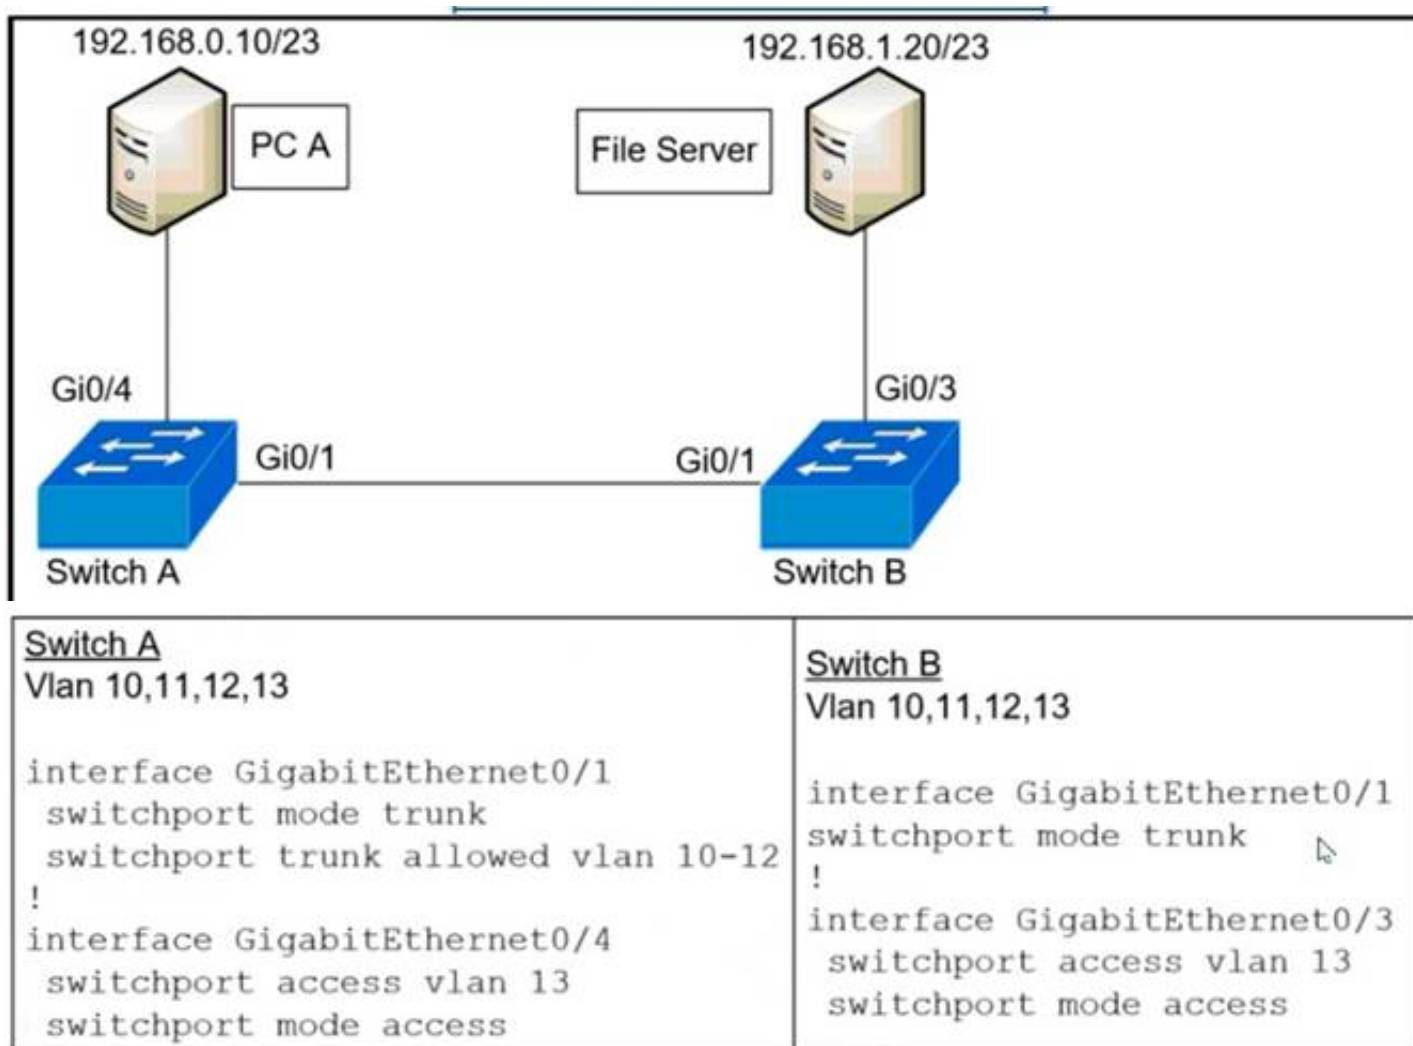 192.168.0.10/23
192.168.1.20/23
PC A
File Server
Gi0/4
Gi0/3
Gi0/1
Gi0/1
Switch A
Switch B
Switch A
Vlan 10,11,12,13
interface GigabitEthernet0/1
switchport mode trunk
switchport trunk allowed vlan 10-12
!
interface GigabitEthernet0/4
switchport access vlan 13
switchport mode access
Switch B
Vlan 10,11,12,13
interface GigabitEthernet0/1
switchport mode trunk
!
interface GigabitEthernet0/3
switchport access vlan 13
switchport mode access